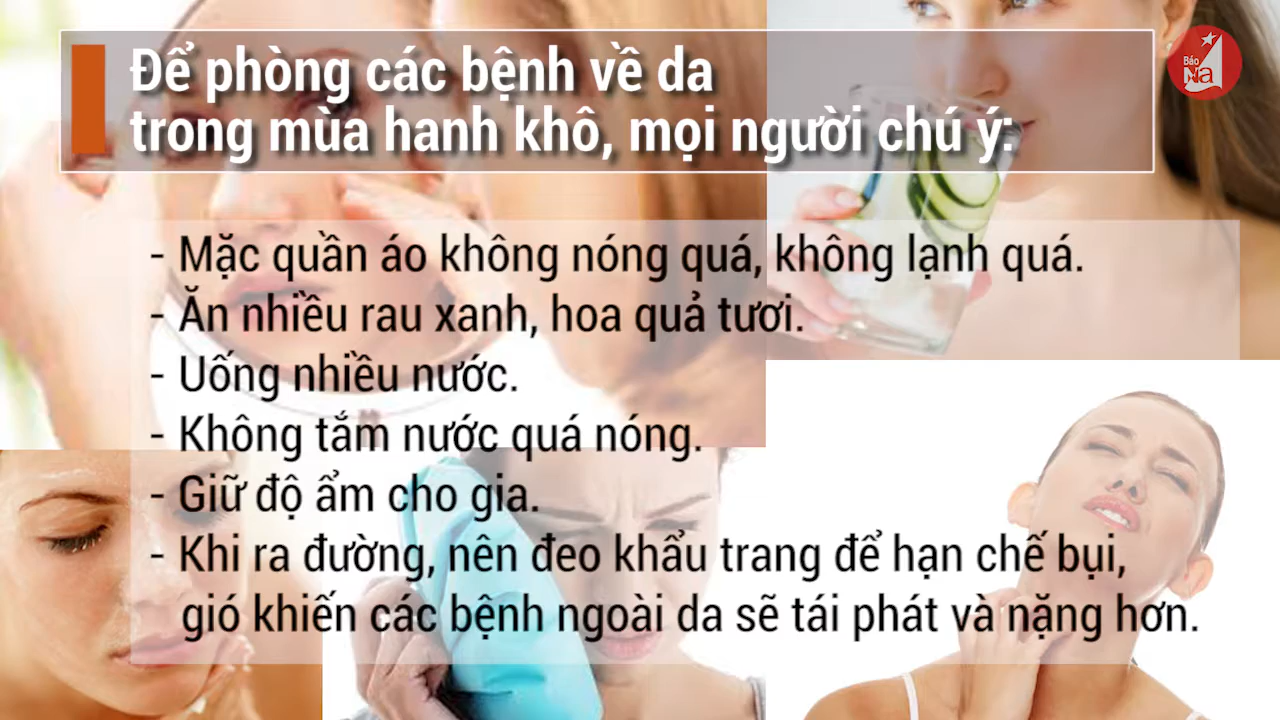 Để phòng các bệnh về da
trong mùa hanh khô, mọi người chú ý:
Báo
Na
- Mặc quần áo không nóng quá, không lạnh quá.
- Ăn nhiều rau xanh, hoa quả tươi.
- Uống nhiều nước.
- Không tắm nước quá nóng.
- Giữ độ ẩm cho gia.
- Khi ra đường, nên đeo khẩu trang để hạn chế bụi,
gió khiến các bệnh ngoài da sẽ tái phát và nặng hơn.